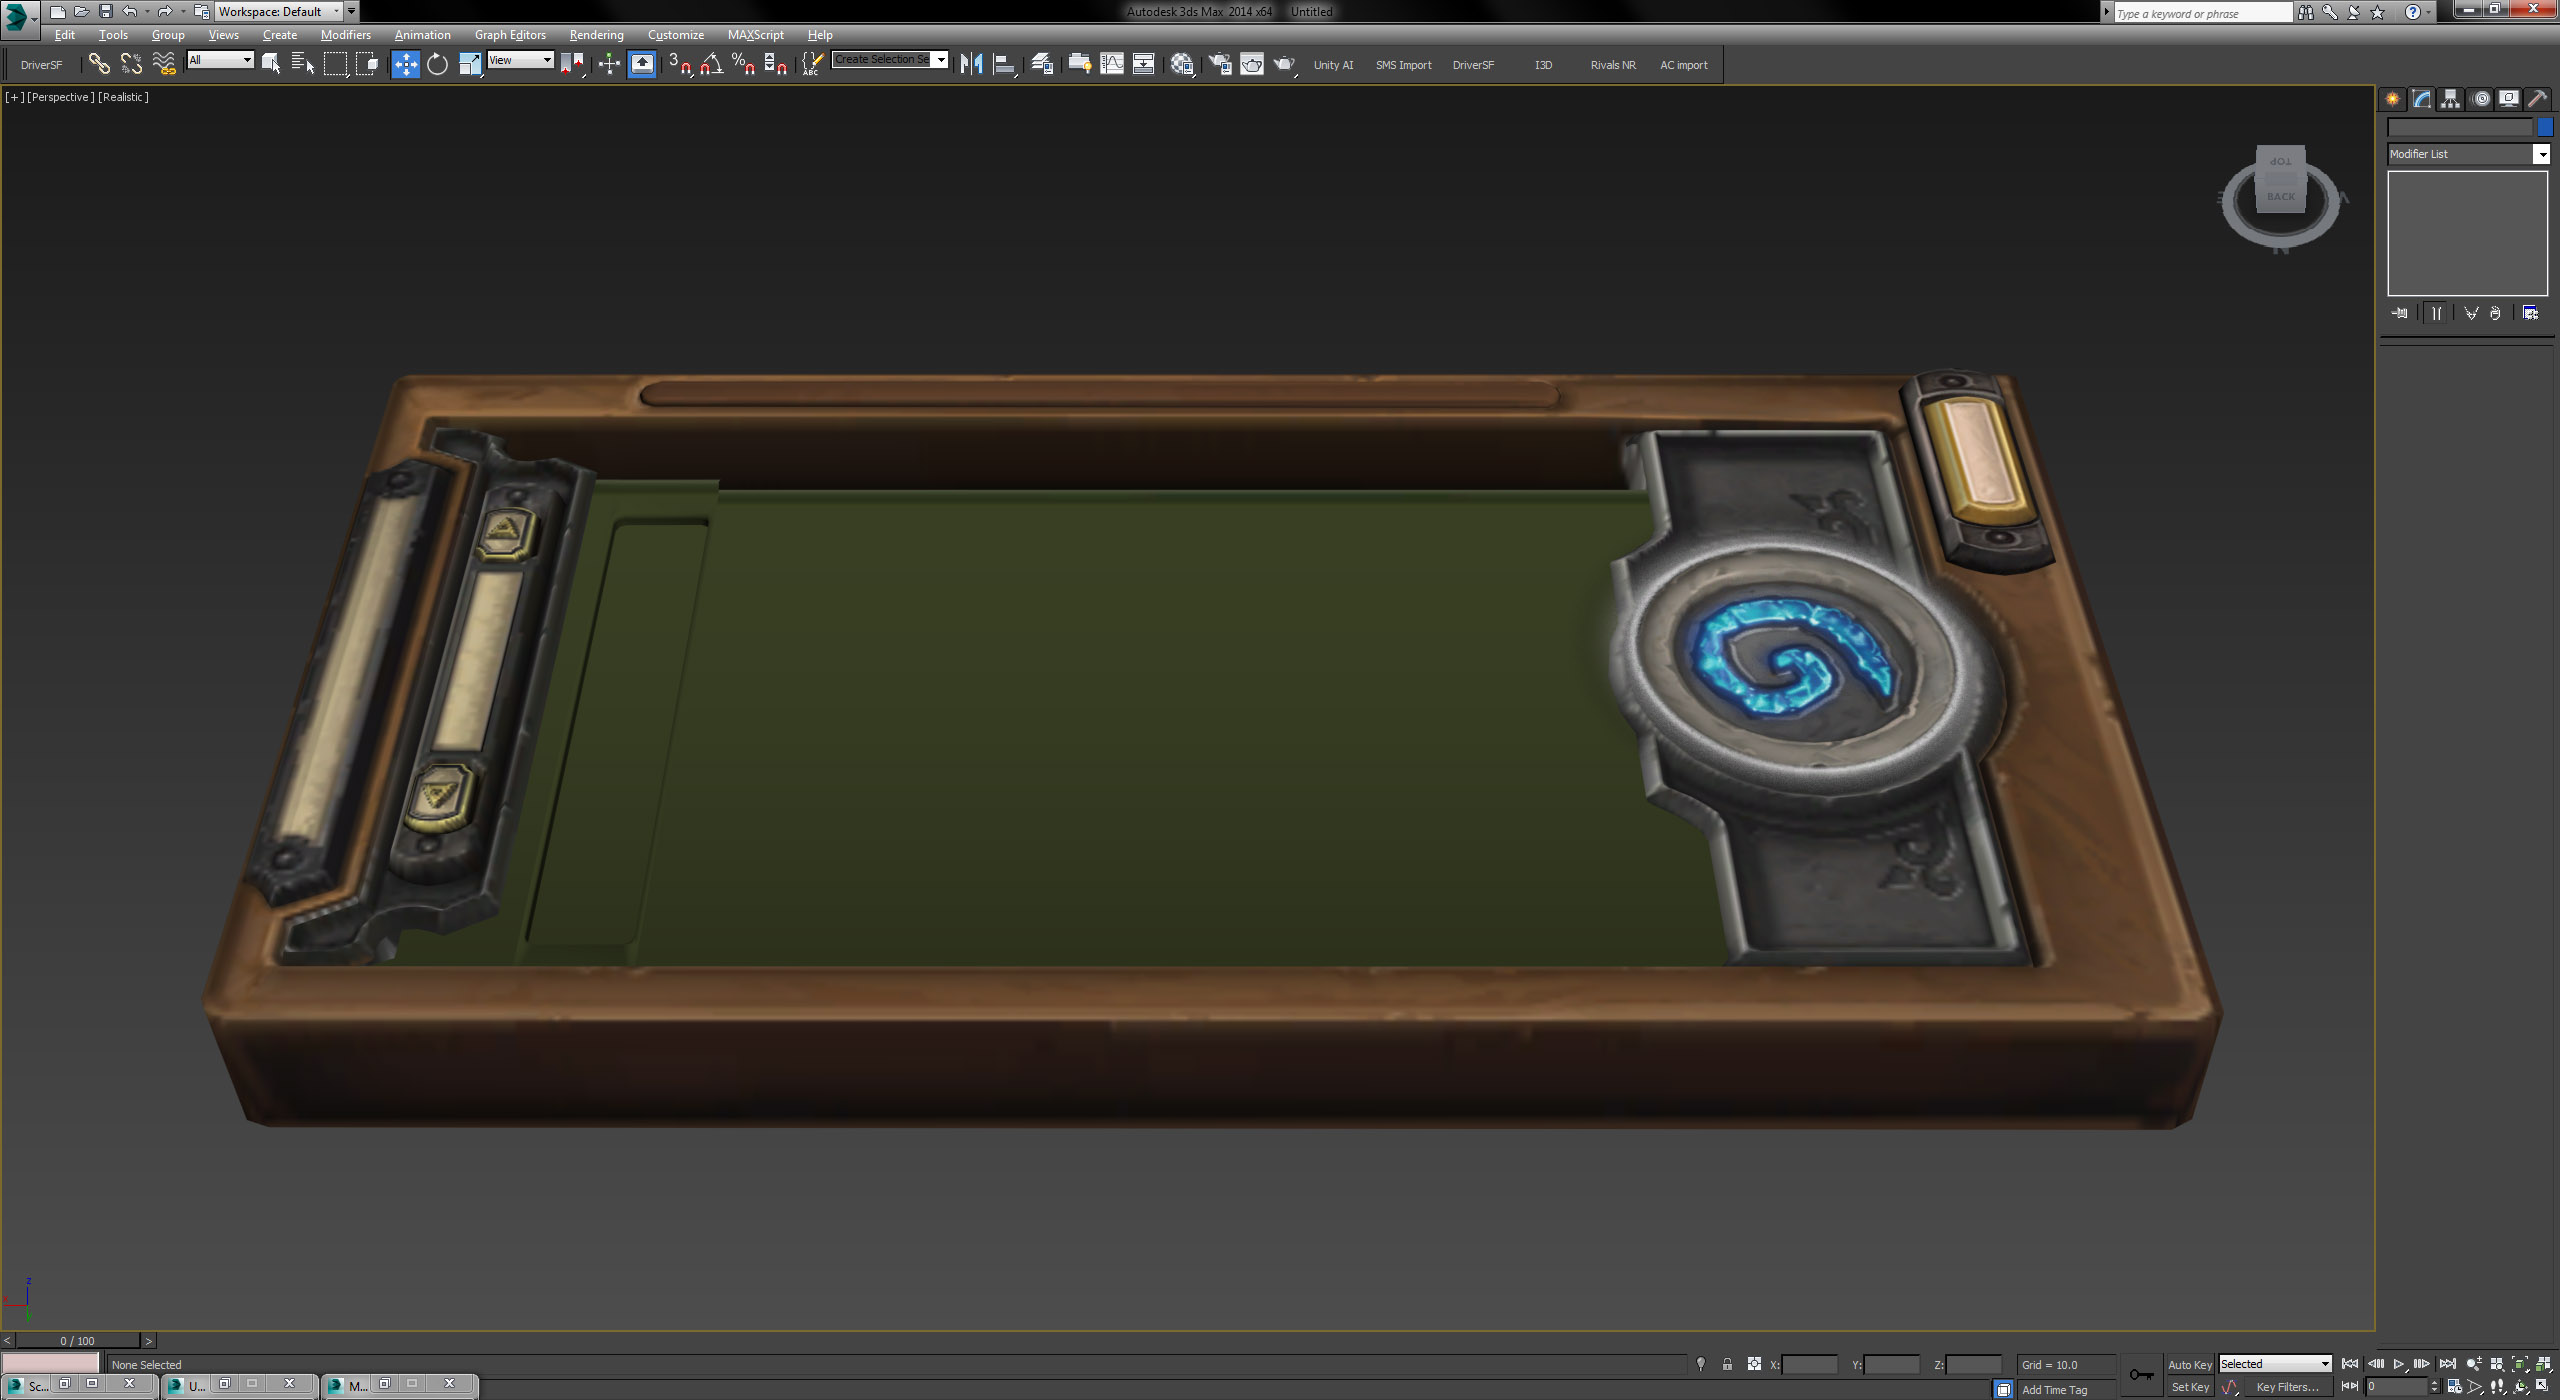 Workspace: Default
Autodesk 3ds Max 2014 x64 Untitled
Type a keyword or phrase
Edit Tools Group Views Create Modifiers Animation Graph Editors Rendering Customize MAXScript Help
DriverSF All View 3 % ABC Create Selection Se Unity AI SMS Import DriverSF I3D Rivals NR AC import
[+] [Perspective] [Realistic]
TOP
BACK
N
Modifier List
z
x
y
< 0 / 100 >
None Selected X: Y: Z: Grid = 10.0 Auto Key Selected
Sc... U... M... Add Time Tag Set Key Key Filters... 0